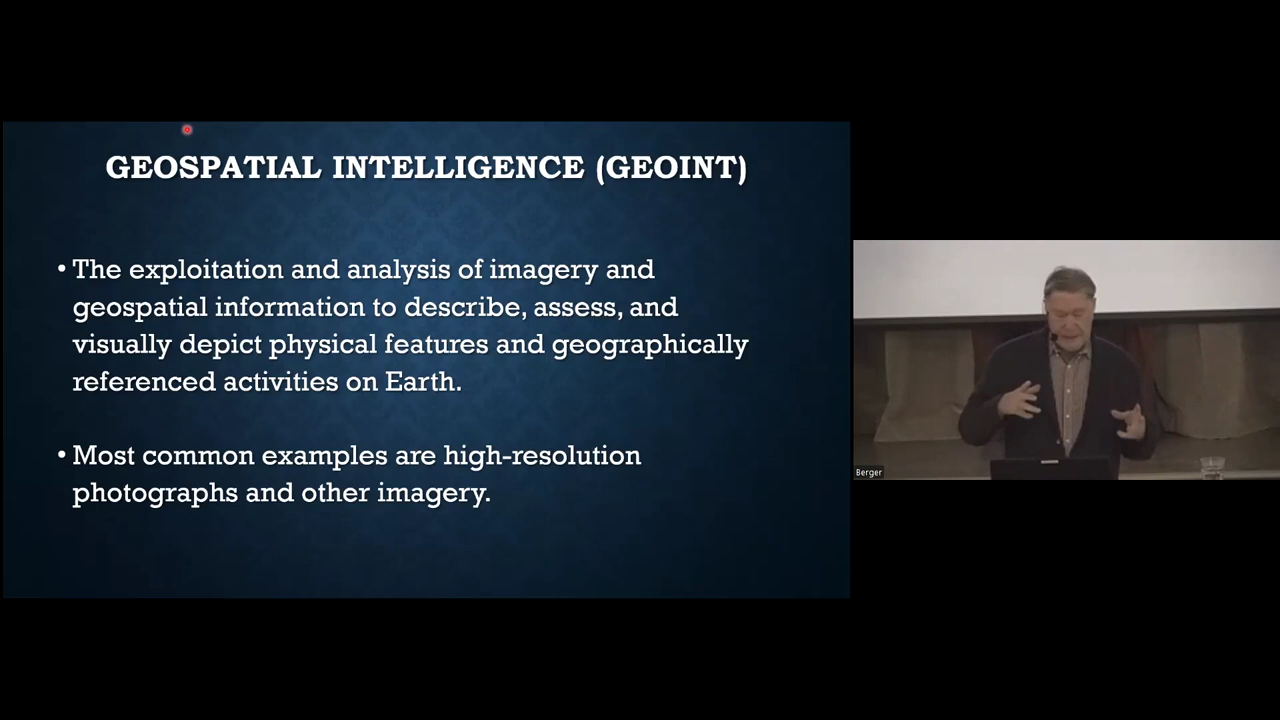 GEOSPATIAL INTELLIGENCE (GEOINT)
• The exploitation and analysis of imagery and
geospatial information to describe, assess, and
visually depict physical features and geographically
referenced activities on Earth.
• Most common examples are high-resolution
photographs and other imagery.
Berger